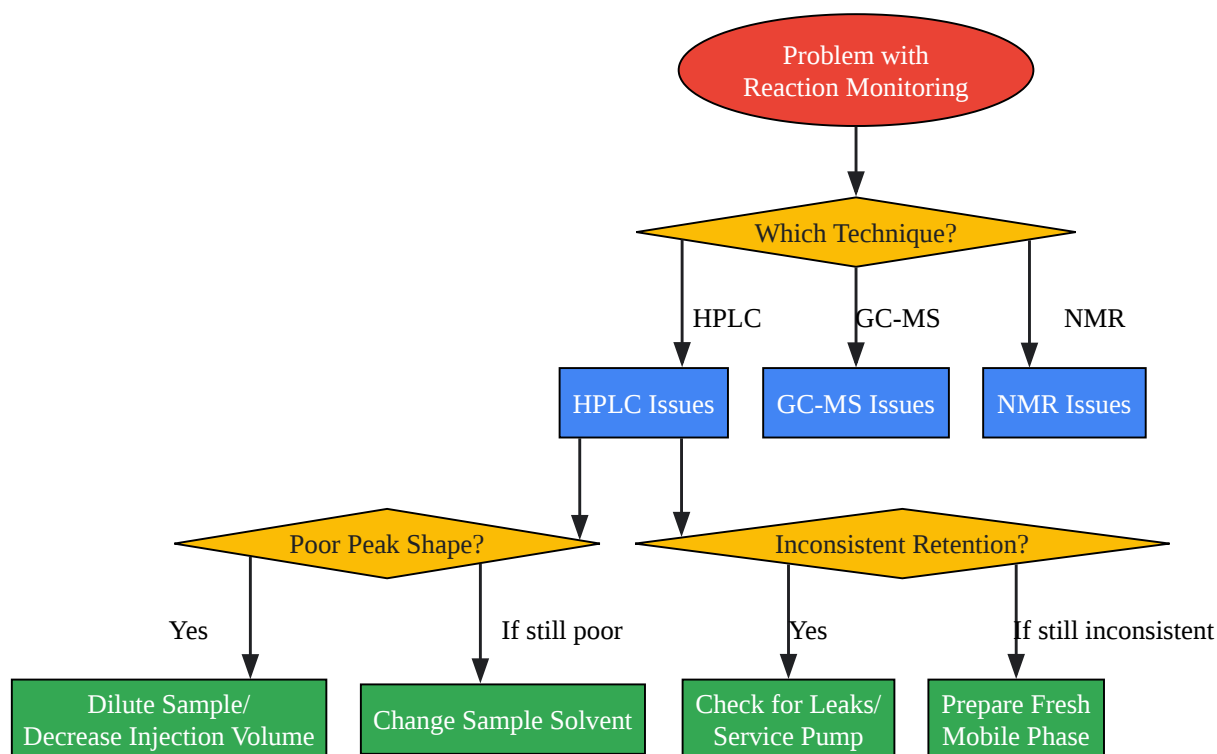 Problem with
Reaction Monitoring
Which Technique?
HPLC
GC-MS
NMR
HPLC Issues
GC-MS Issues
NMR Issues
Poor Peak Shape?
Inconsistent Retention?
Yes
If still poor
Yes
If still inconsistent
Dilute Sample/
Decrease Injection Volume
Change Sample Solvent
Check for Leaks/
Service Pump
Prepare Fresh
Mobile Phase